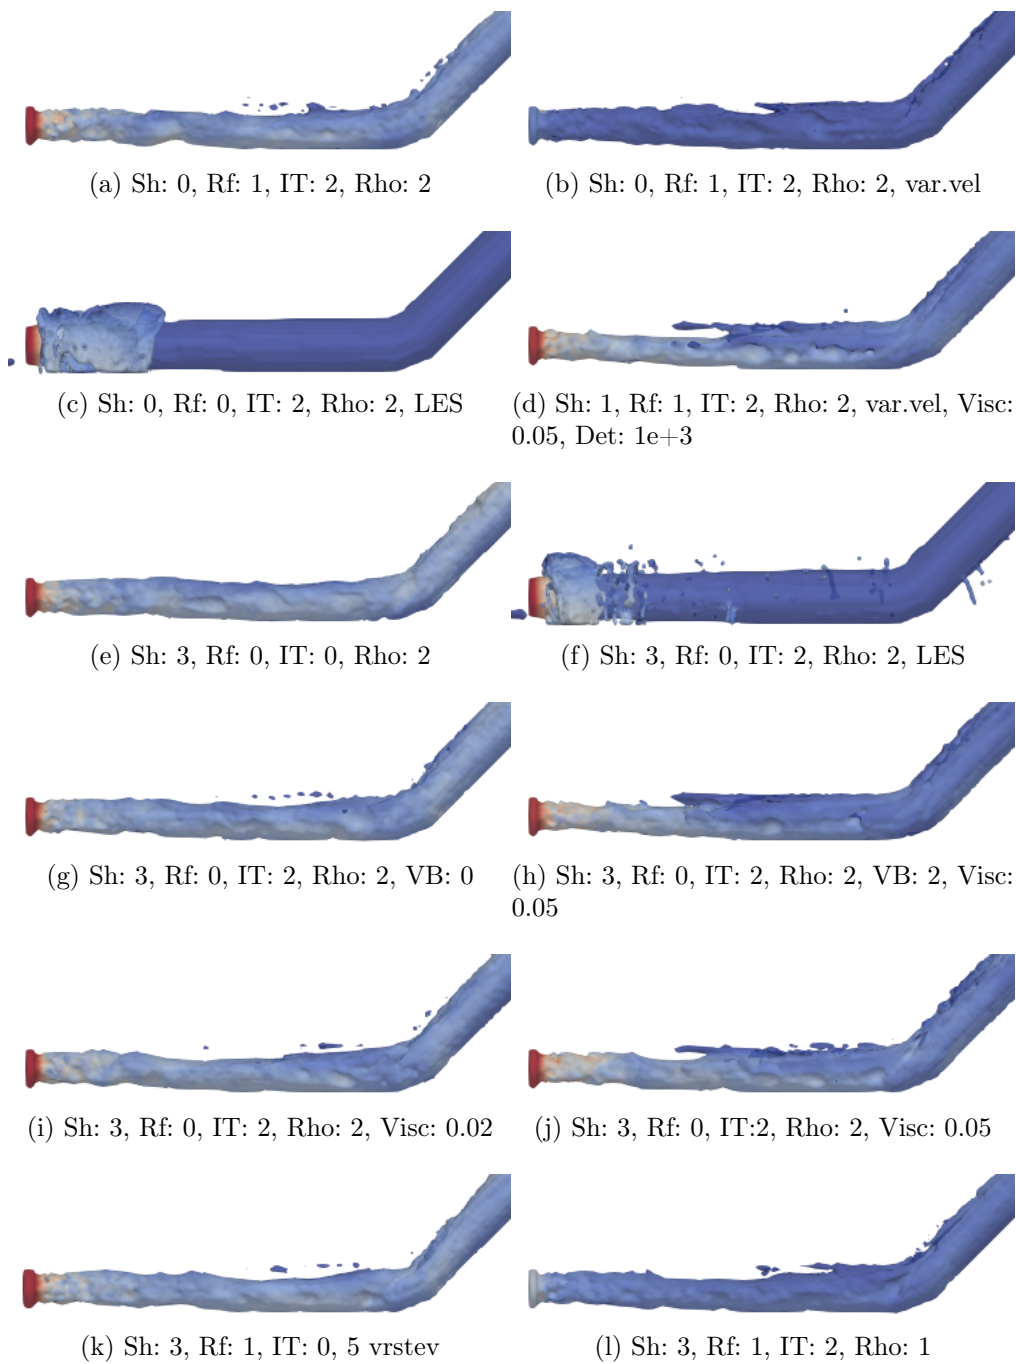 (a) Sh: 0, Rf: 1, IT: 2, Rho: 2
(b) Sh: 0, Rf: 1, IT: 2, Rho: 2, var.vel
(c) Sh: 0, Rf: 0, IT: 2, Rho: 2, LES
(d) Sh: 1, Rf: 1, IT: 2, Rho: 2, var.vel, Visc:
0.05, Det: 1e+3
(e) Sh: 3, Rf: 0, IT: 0, Rho: 2
(f) Sh: 3, Rf: 0, IT: 2, Rho: 2, LES
(g) Sh: 3, Rf: 0, IT: 2, Rho: 2, VB: 0
(h) Sh: 3, Rf: 0, IT: 2, Rho: 2, VB: 2, Visc:
0.05
(i) Sh: 3, Rf: 0, IT: 2, Rho: 2, Visc: 0.02
(j) Sh: 3, Rf: 0, IT:2, Rho: 2, Visc: 0.05
(k) Sh: 3, Rf: 1, IT: 0, 5 vrstev
(l) Sh: 3, Rf: 1, IT: 2, Rho: 1